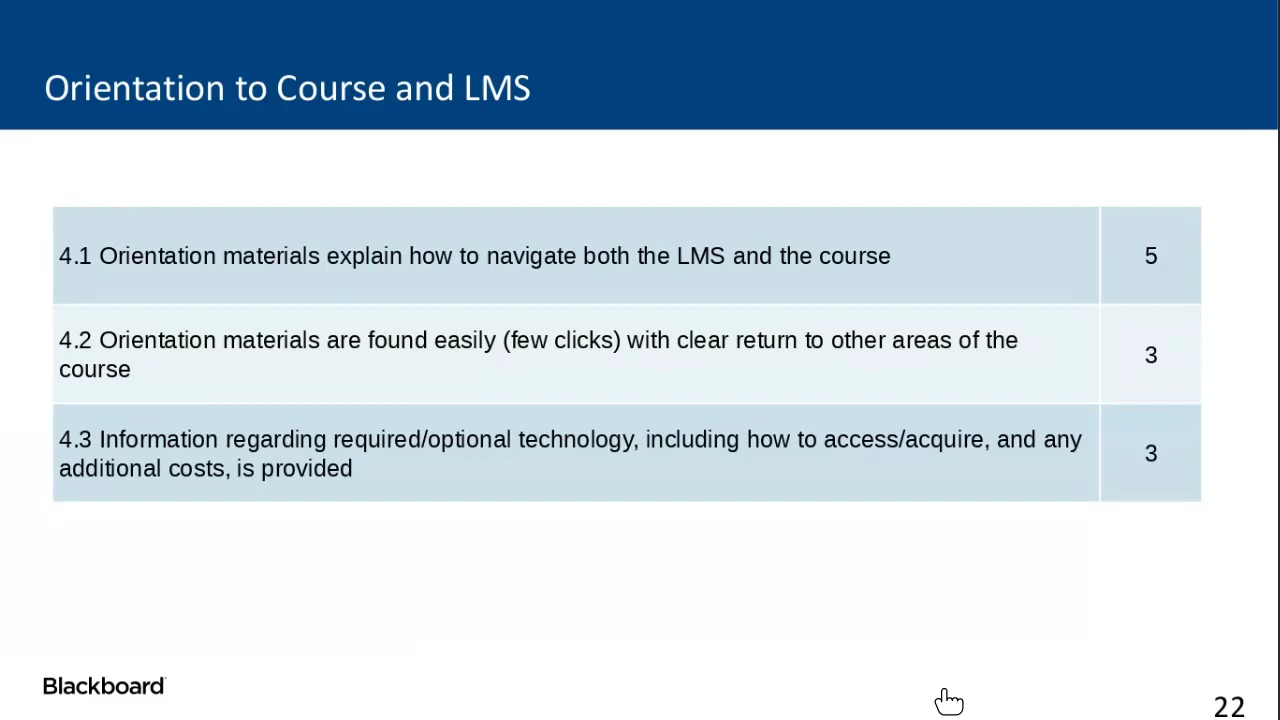 Orientation to Course and LMS
4.1 Orientation materials explain how to navigate both the LMS and the course
5
4.2 Orientation materials are found easily (few clicks) with clear return to other areas of the
course
3
4.3 Information regarding required/optional technology, including how to access/acquire, and any
additional costs, is provided
3
Blackboard
22